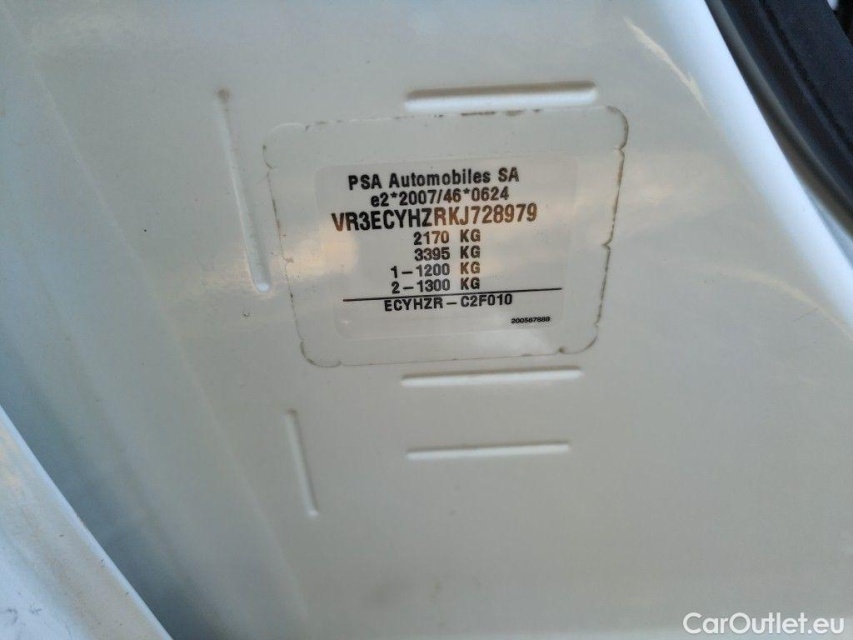 PSA Automobiles SA
e2*2007/46*0624
VR3ECYHZRKJ728979
2170 KG
3395 KG
1-1200 KG
2-1300 KG
ECYHZR-C2F010
200567888
CarOutlet.eu